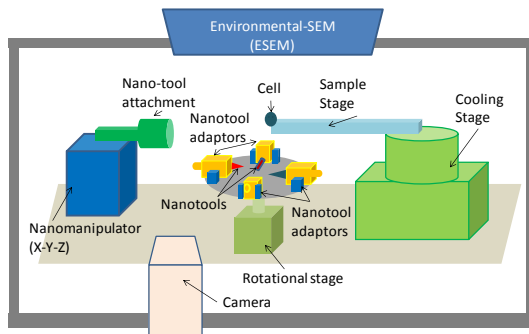 Environmental-SEM
(ESEM)
Nano-tool
attachment
Cell
Sample
Stage
Cooling
Stage
Nanotool
adaptors
Nanotools
Nanotool
adaptors
Nanomanipulator
(X-Y-Z)
Rotational stage
Camera